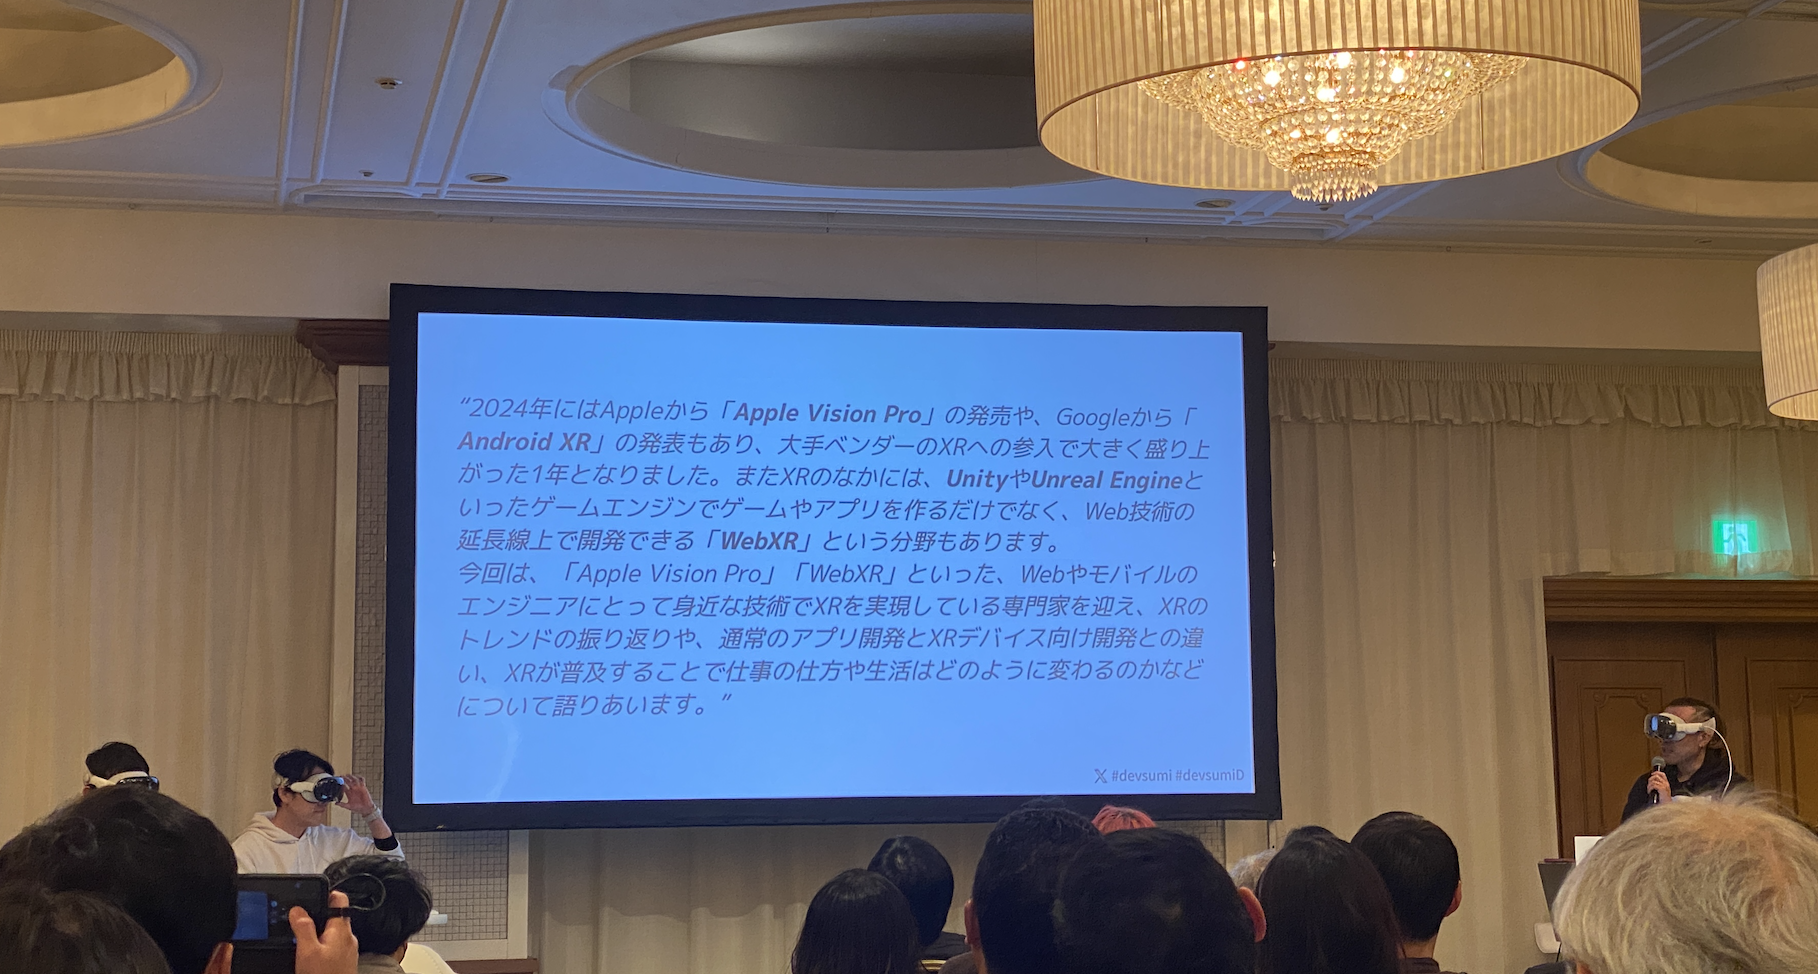 “2024年にはAppleから「Apple Vision Pro」の発売や、Googleから「
Android XR」の発表もあり、大手ベンダーのXRへの参入で大きく盛り上
がった1年となりました。またXRのなかには、UnityやUnreal Engineと
いったゲームエンジンでゲームやアプリを作るだけでなく、Web技術の
延長線上で開発できる「WebXR」という分野もあります。
今回は、「Apple Vision Pro」「WebXR」といった、Webやモバイルの
エンジニアにとって身近な技術でXRを実現している専門家を迎え、XRの
トレンドの振り返りや、通常のアプリ開発とXRデバイス向け開発との違
い、XRが普及することで仕事の仕方や生活はどのように変わるのかなど
について語りあいます。”
X #devsumi #devsumiD